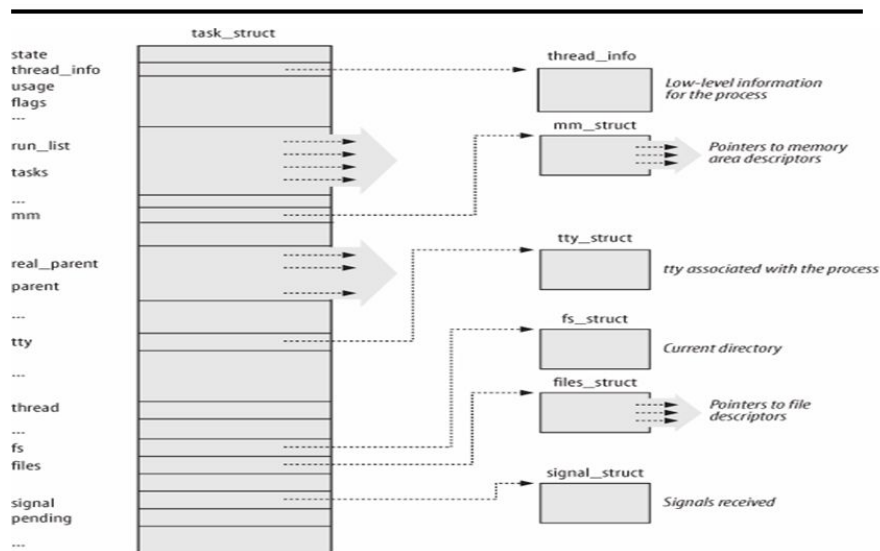 task_struct
state
thread_info
usage
flags
...
run_list
tasks
...
mm
real_parent
parent
...
tty
...
thread
...
fs
files
signal
pending
...
thread_info
Low-level information
for the process
mm_struct
Pointers to memory
area descriptors
tty_struct
tty associated with the process
fs_struct
Current directory
files_struct
Pointers to file
descriptors
signal_struct
Signals received